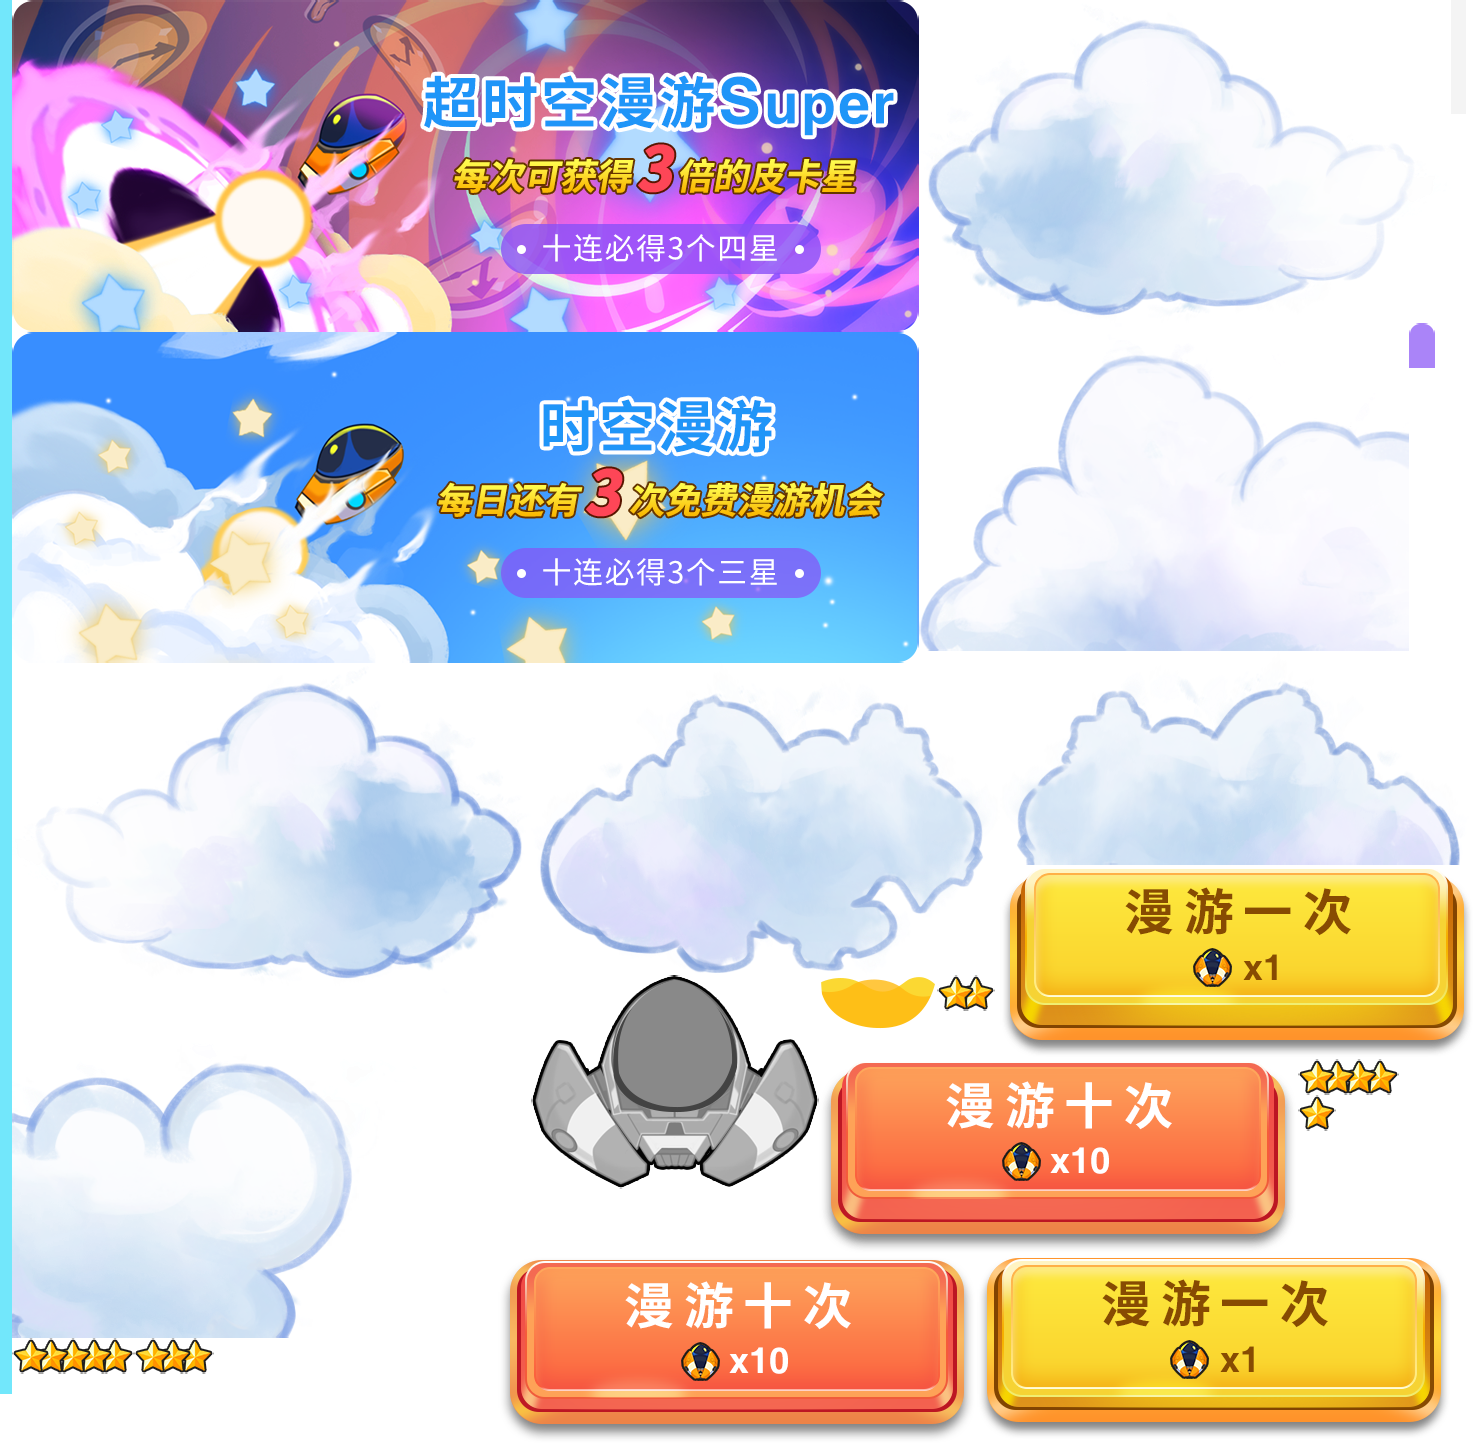 超时空漫游Super
每次可获得3倍的皮卡星
• 十连必得3个四星 •
时空漫游
每日还有3次免费漫游机会
• 十连必得3个三星 •
漫游一次
x1
漫游十次
x10
漫游十次
x10
漫游一次
x1